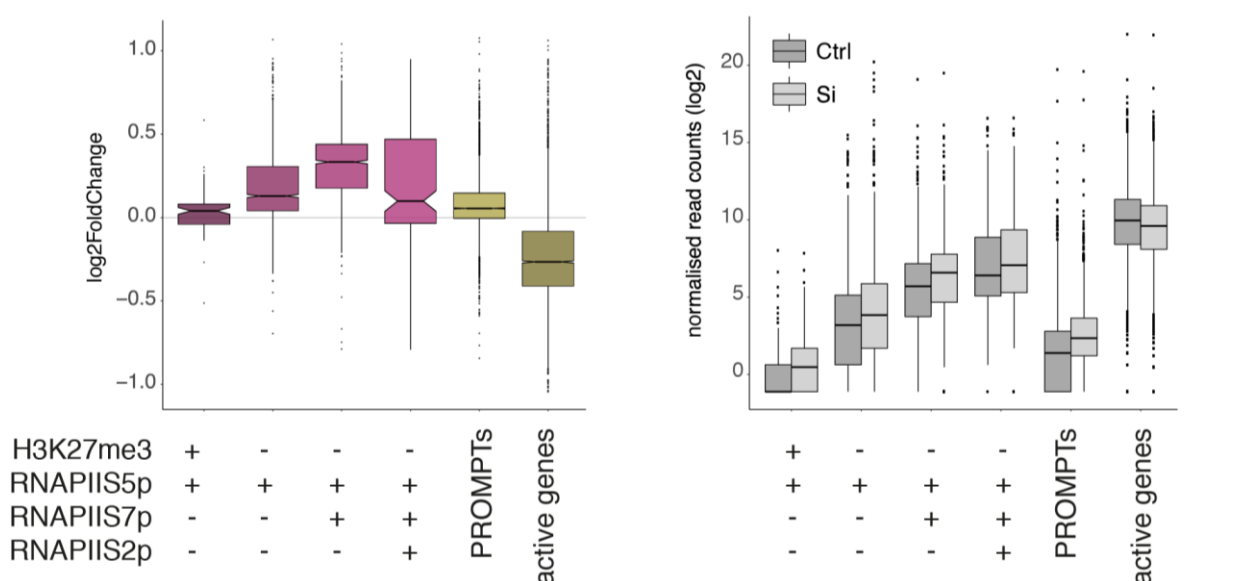 log2FoldChange
1.0
0.5
0.0
−0.5
−1.0
H3K27me3 + - - -
RNAPIIS5p + + + +
RNAPIIS7p - - + +
RNAPIIS2p - - - +
PROMPTs
active genes
normalised read counts (log2)
20
15
10
5
0
Ctrl
Si
+ - - -
+ + + +
- - + +
- - - +
PROMPTs
active genes